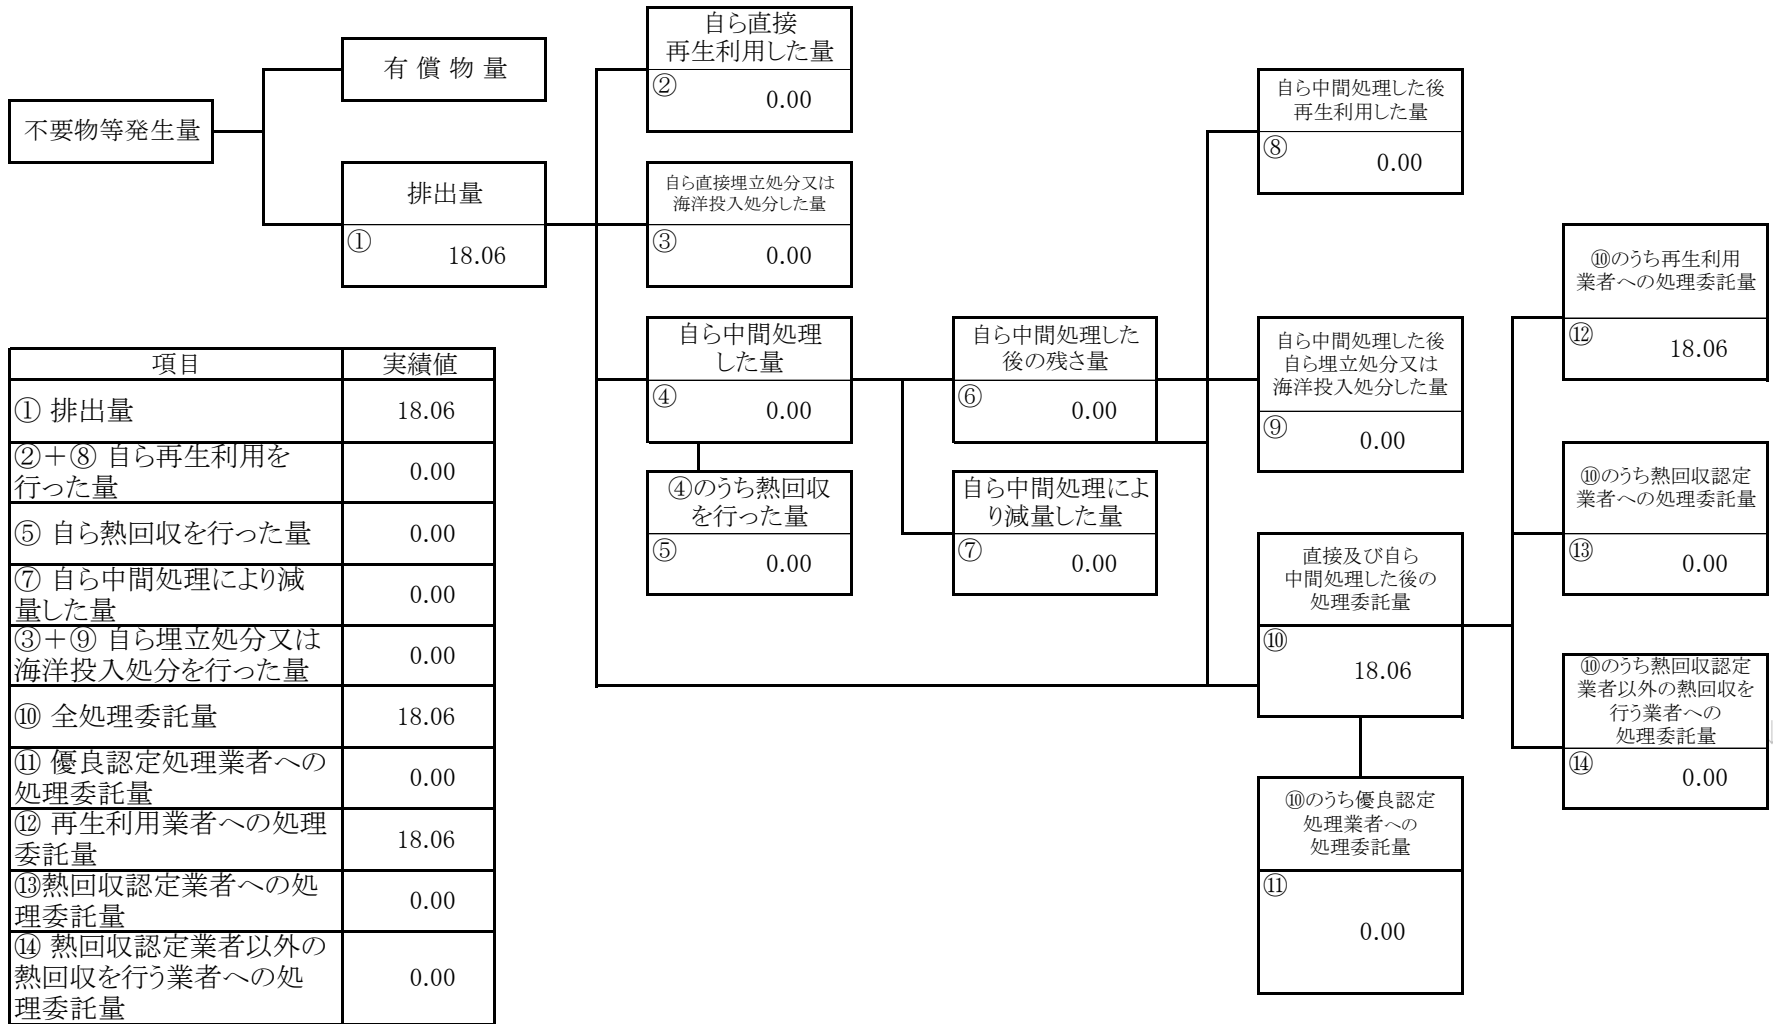 不要物等発生量
有 償 物 量
排出量
①
18.06
自ら直接
再生利用した量
②
0.00
自ら直接埋立処分又は
海洋投入処分した量
③
0.00
自ら中間処理
した量
④
0.00
④のうち熱回収
を行った量
⑤
0.00
自ら中間処理した
後の残さ量
⑥
0.00
自ら中間処理によ
り減量した量
⑦
0.00
自ら中間処理した後
再生利用した量
⑧
0.00
自ら中間処理した後
自ら埋立処分又は
海洋投入処分した量
⑨
0.00
直接及び自ら
中間処理した後の
処理委託量
⑩
18.06
⑩のうち優良認定
処理業者への
処理委託量
⑪
0.00
⑩のうち再生利用
業者への処理委託量
⑫
18.06
⑩のうち熱回収認定
業者への処理委託量
⑬
0.00
⑩のうち熱回収認定
業者以外の熱回収を
行う業者への
処理委託量
⑭
0.00
項目 実績値
① 排出量 18.06
②+⑧ 自ら再生利用を
行った量
0.00
⑤ 自ら熱回収を行った量 0.00
⑦ 自ら中間処理により減
量した量
0.00
③+⑨ 自ら埋立処分又は
海洋投入処分を行った量
0.00
⑩ 全処理委託量 18.06
⑪ 優良認定処理業者への
処理委託量
0.00
⑫ 再生利用業者への処理
委託量
18.06
⑬熱回収認定業者への処
理委託量
0.00
⑭ 熱回収認定業者以外の
熱回収を行う業者への処
理委託量
0.00